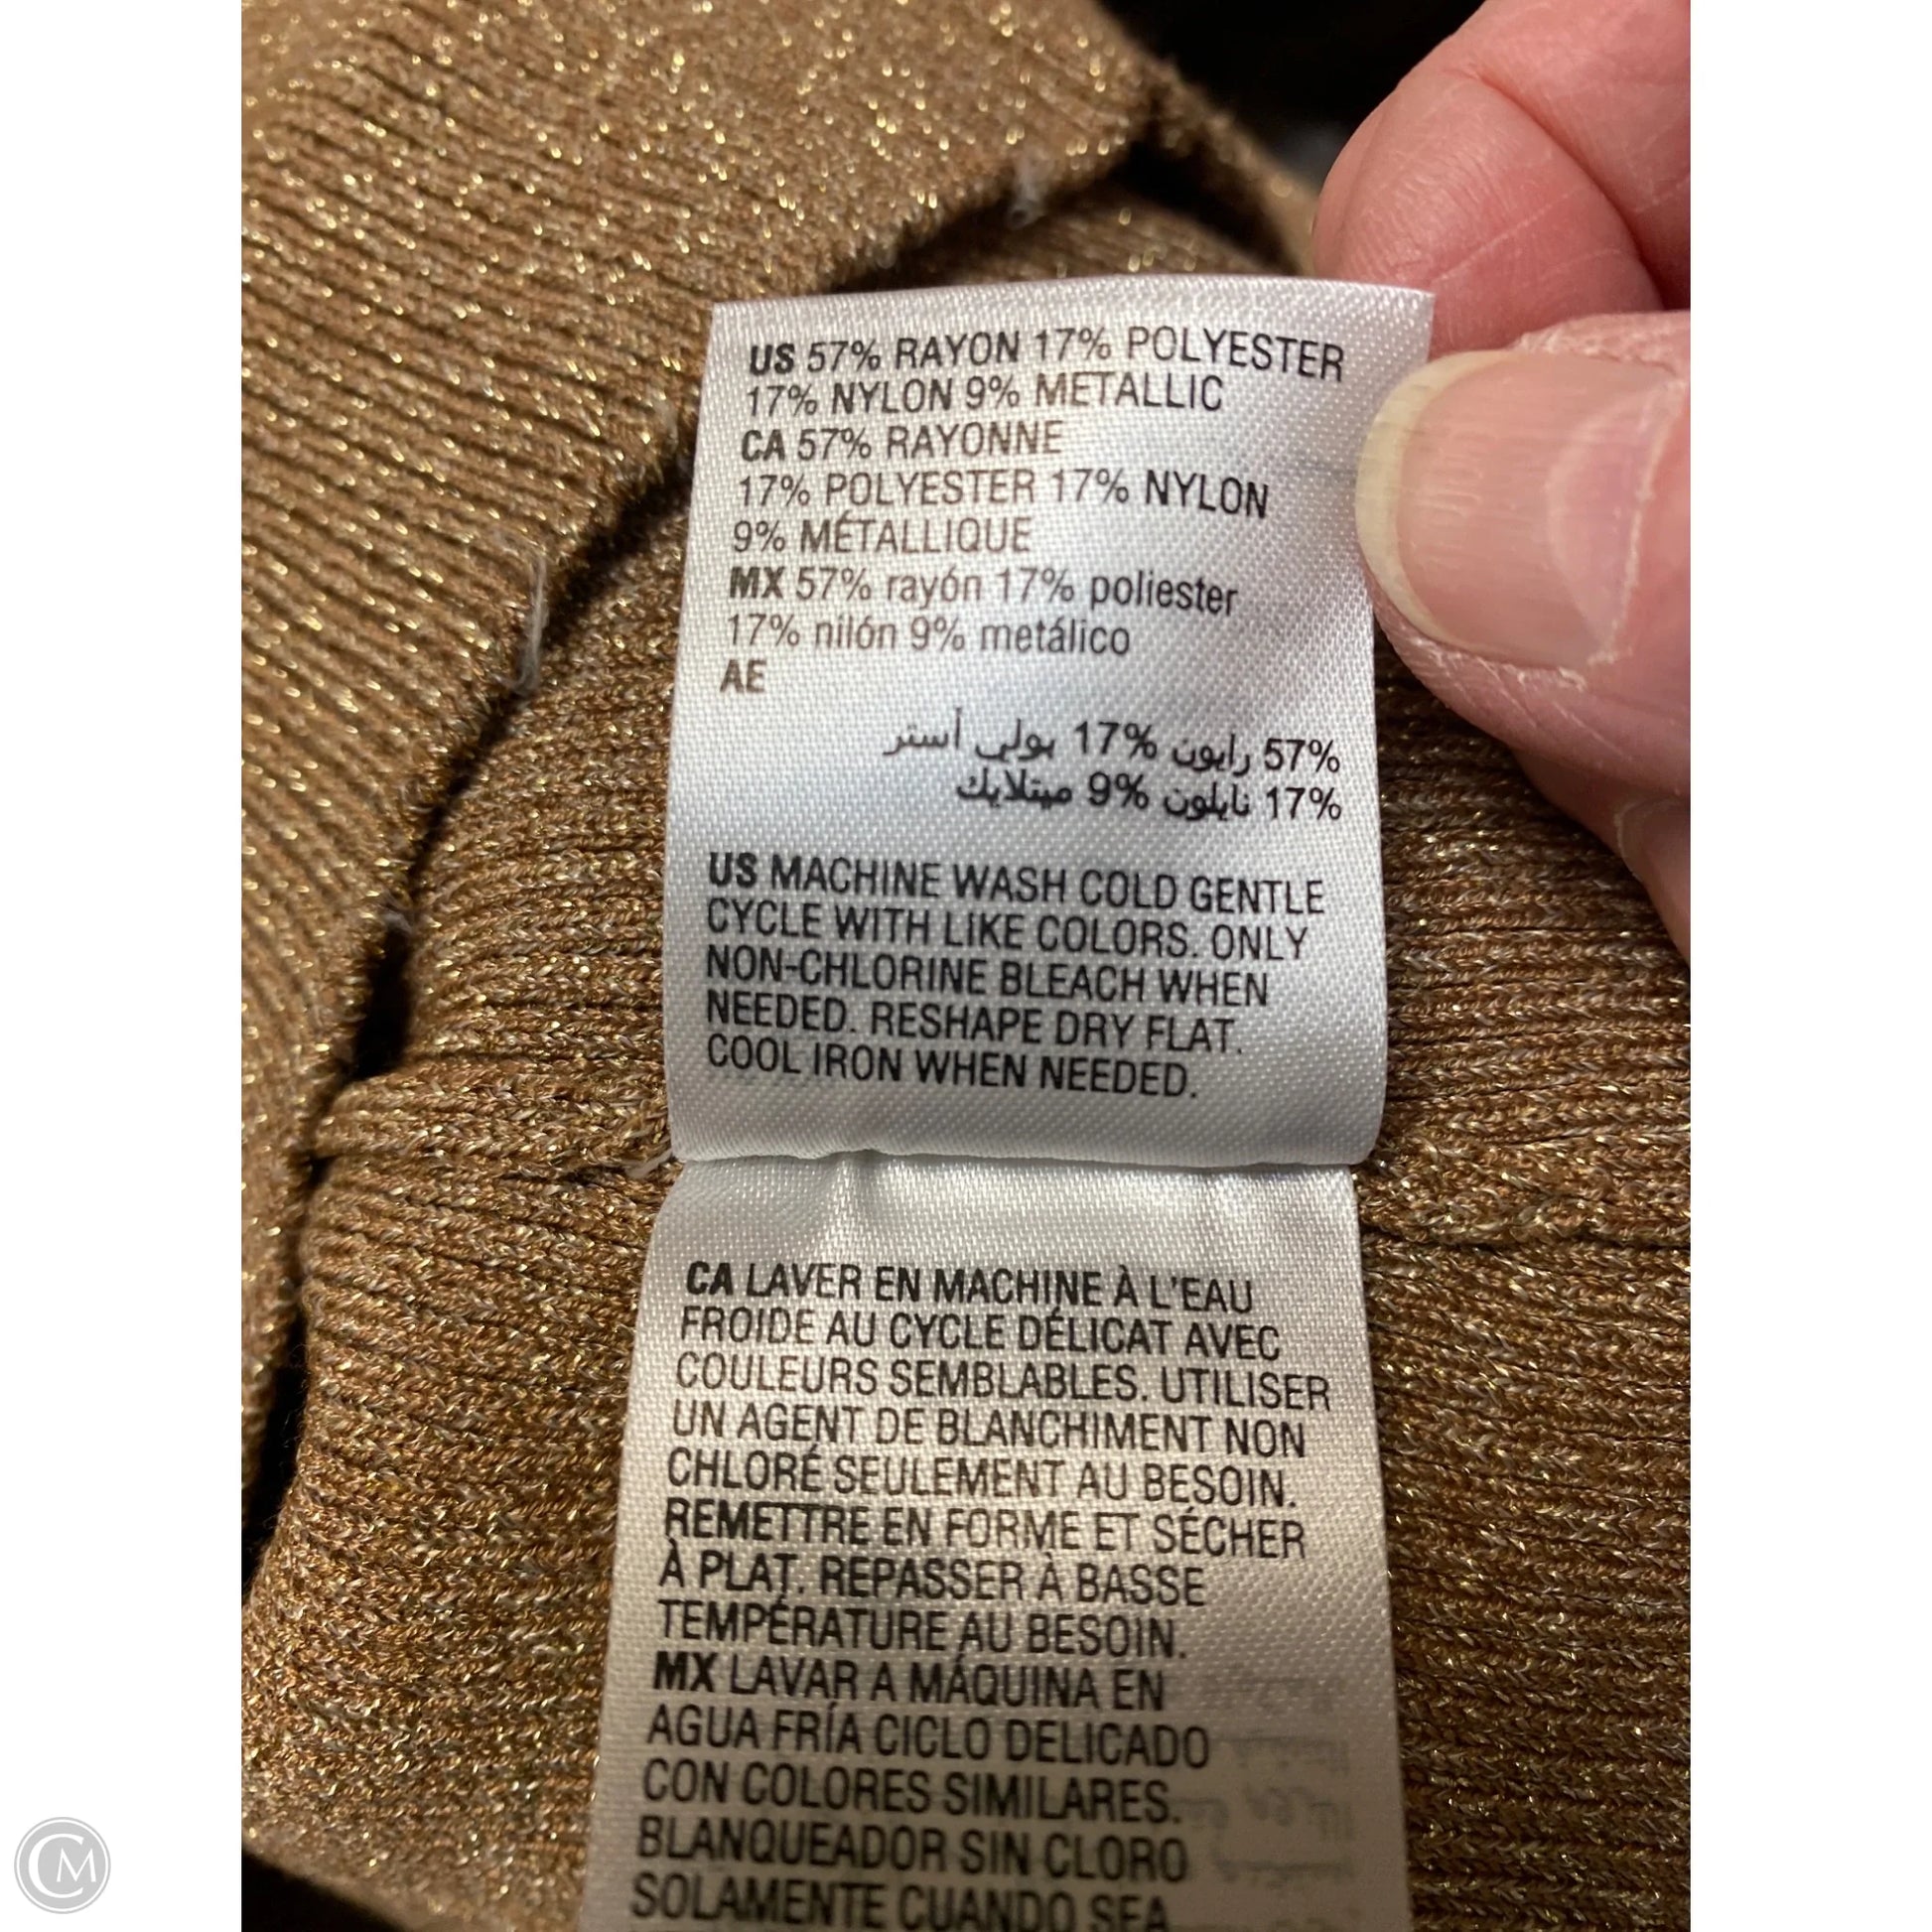 US 57% RAYON 17% POLYESTER
17% NYLON 9% METALLIC
CA 57% RAYONNE
17% POLYESTER 17% NYLON
9% MÉTALLIQUE
MX 57% rayón 17% poliester
17% nilón 9% metálico
AE
57% رايون 17% بولي أستر
17% نايلون 9% ميتلايك
US MACHINE WASH COLD GENTLE
CYCLE WITH LIKE COLORS. ONLY
NON-CHLORINE BLEACH WHEN
NEEDED. RESHAPE DRY FLAT.
COOL IRON WHEN NEEDED.
CA LAVER EN MACHINE À L'EAU
FROIDE AU CYCLE DÉLICAT AVEC
COULEURS SEMBLABLES. UTILISER
UN AGENT DE BLANCHIMENT NON
CHLORÉ SEULEMENT AU BESOIN.
REMETTRE EN FORME ET SÉCHER
À PLAT. REPASSER À BASSE
TEMPÉRATURE AU BESOIN.
MX LAVAR A MÁQUINA EN
AGUA FRÍA CICLO DELICADO
CON COLORES SIMILARES.
BLANQUEADOR SIN CLORO
SOLAMENTE CUANDO SEA
CM